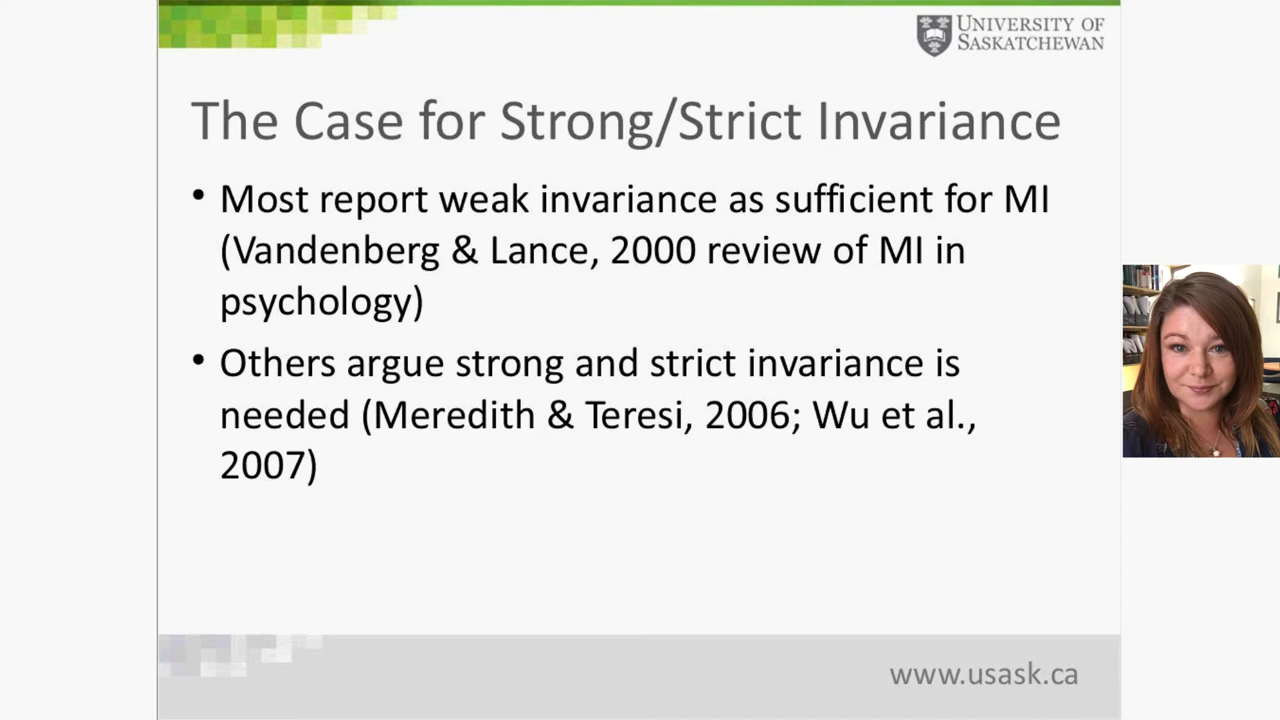 UNIVERSITY OF
SASKATCHEWAN
The Case for Strong/Strict Invariance
• Most report weak invariance as sufficient for MI
(Vandenberg & Lance, 2000 review of MI in
psychology)
• Others argue strong and strict invariance is
needed (Meredith & Teresi, 2006; Wu et al.,
2007)
www.usask.ca